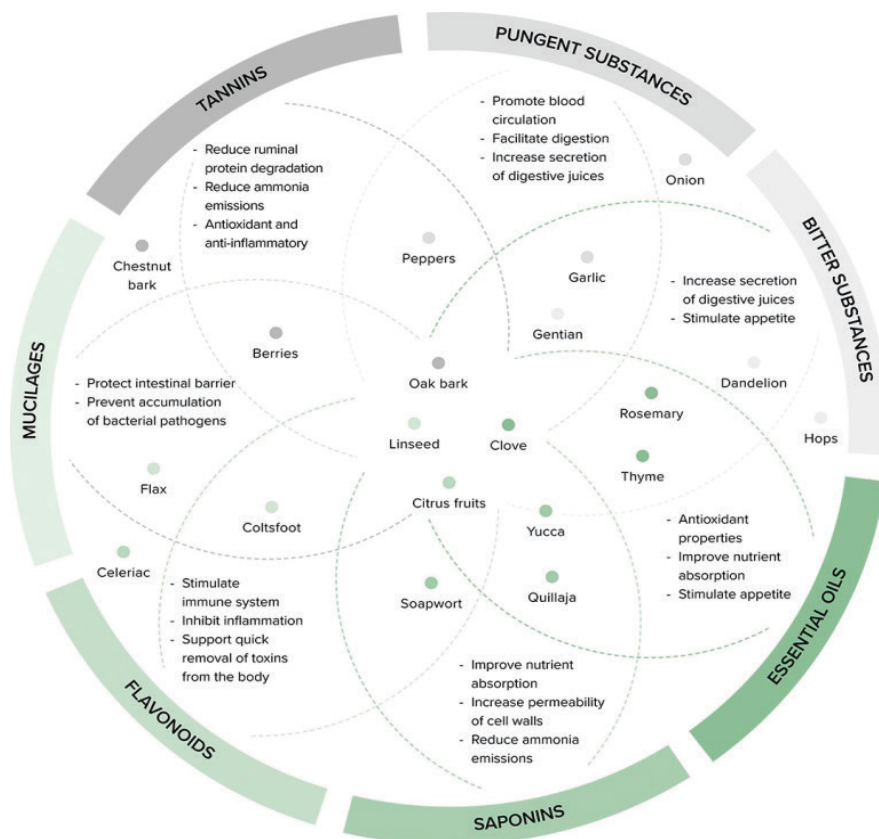 PUNGENT SUBSTANCES
TANNINS
- Promote blood
circulation
- Facilitate digestion
- Increase secretion
of digestive juices
- Reduce ruminal
protein degradation
- Reduce ammonia
emissions
- Antioxidant and
anti-inflammatory
Onion
BITTER SUBSTANCES
Chestnut
bark
Peppers
Garlic
- Increase secretion
of digestive juices
- Stimulate appetite
Gentian
Berries
MUCILAGES
- Protect intestinal barrier
- Prevent accumulation
of bacterial pathogens
Oak bark
Dandelion
Rosemary
Linseed
Clove
Hops
Thyme
Flax
Coltsfoot
Citrus fruits
Yucca
- Antioxidant
properties
- Improve nutrient
absorption
- Stimulate appetite
Celeriac
- Stimulate
immune system
- Inhibit inflammation
- Support quick
removal of toxins
from the body
Soapwort
Quillaja
ESSENTIAL OILS
- Improve nutrient
absorption
- Increase permeability
of cell walls
- Reduce ammonia
emissions
FLAVONOIDS
SAPONINS